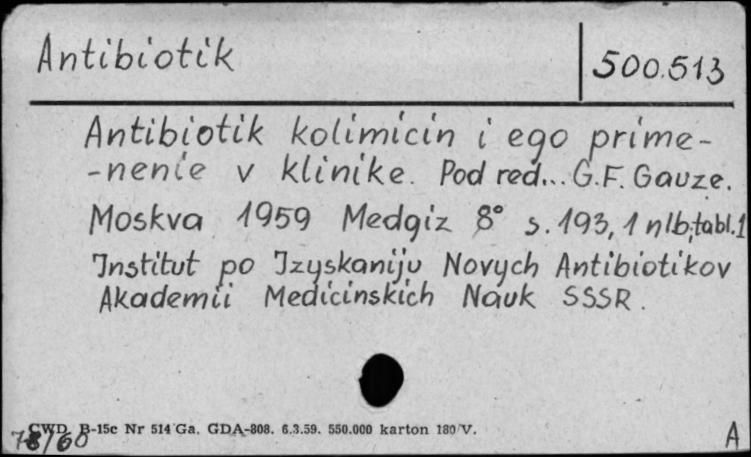 Antibiotik
500.513
Antibiotik kolimicin i ego prime-
-nenie v klinike. Pod red... G.F. Gauze.
Moskva 1959 Medgiz 8° s. 193, 1 nlb; tabl. 1
Institut po Izyskaniju Novych Antibiotikov
Akademii Medicinskich Nauk SSSR.
CWD B-15c Nr 514 Ga. GDA-808. 6.3.59. 550.000 karton 180/V.
78/60
A